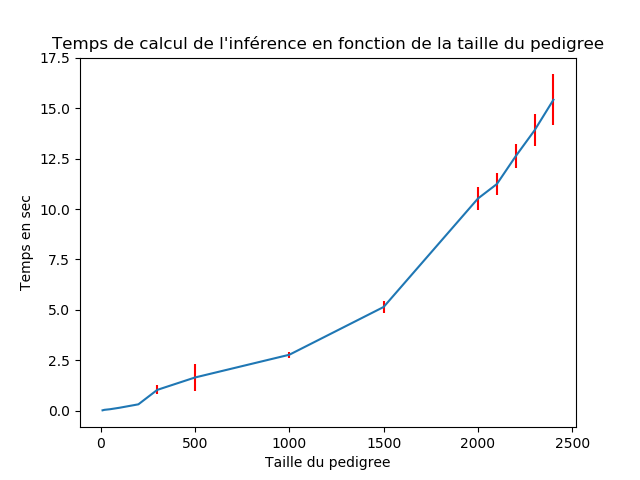 Temps de calcul de l'inférence en fonction de la taille du pedigree
17.5
15.0
12.5
10.0
7.5
5.0
2.5
0.0
Temps en sec
0 500 1000 1500 2000 2500
Taille du pedigree